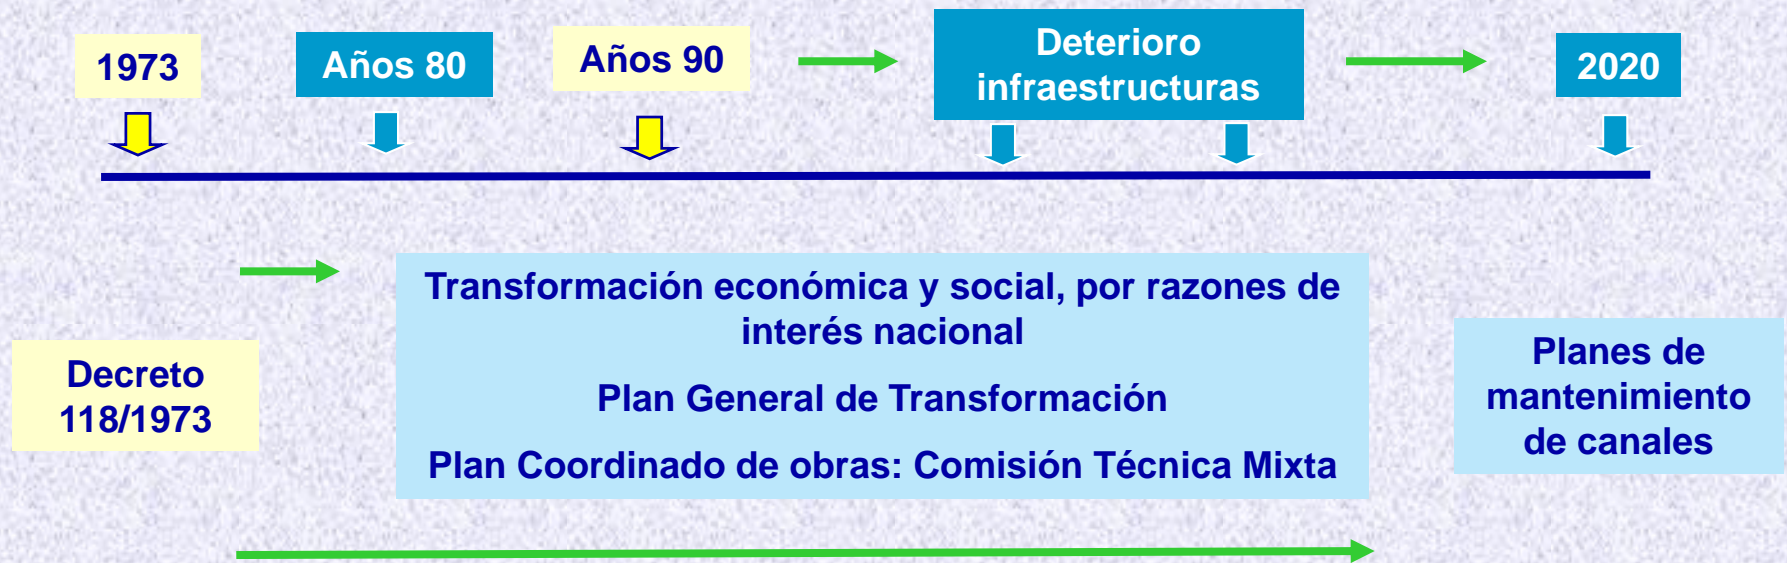 1973
Años 80
Años 90
Deterioro
infraestructuras
2020
Transformación económica y social, por razones de
interés nacional
Plan General de Transformación
Plan Coordinado de obras: Comisión Técnica Mixta
Decreto
118/1973
Planes de
mantenimiento
de canales